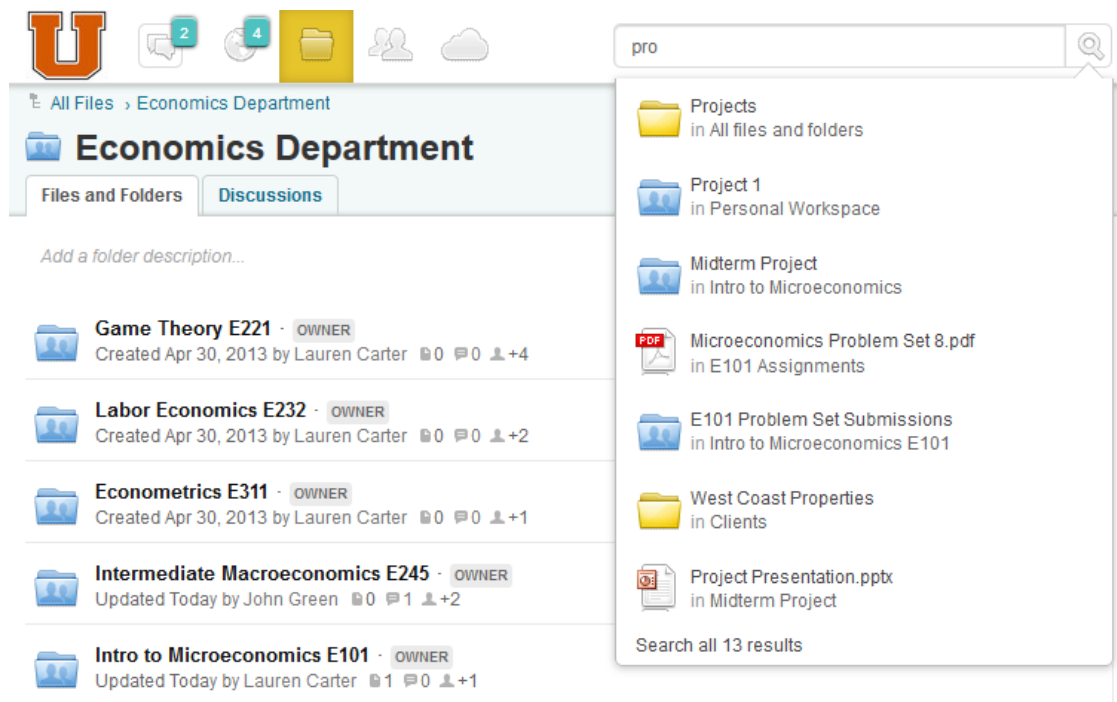 U
2
4
pro
All Files › Economics Department
Economics Department
Files and Folders
Discussions
Add a folder description...
Game Theory E221 · OWNER
Created Apr 30, 2013 by Lauren Carter 0 0 +4
Labor Economics E232 · OWNER
Created Apr 30, 2013 by Lauren Carter 0 0 +2
Econometrics E311 · OWNER
Created Apr 30, 2013 by Lauren Carter 0 0 +1
Intermediate Macroeconomics E245 · OWNER
Updated Today by John Green 0 1 +2
Intro to Microeconomics E101 · OWNER
Updated Today by Lauren Carter 1 0 +1
Projects
in All files and folders
Project 1
in Personal Workspace
Midterm Project
in Intro to Microeconomics
PDF
Microeconomics Problem Set 8.pdf
in E101 Assignments
E101 Problem Set Submissions
in Intro to Microeconomics E101
West Coast Properties
in Clients
Project Presentation.pptx
in Midterm Project
Search all 13 results